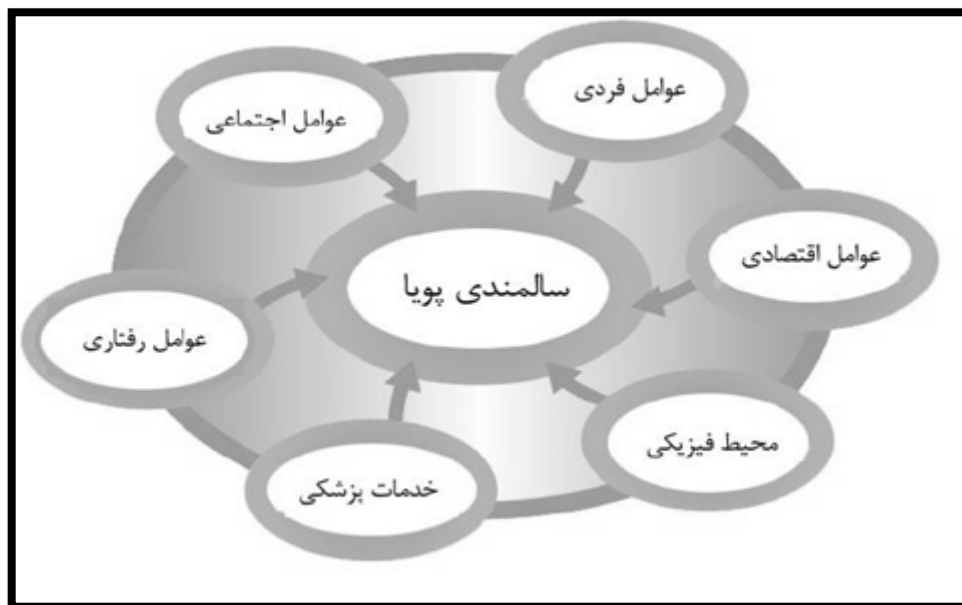 عوامل فردی
عوامل اجتماعی
عوامل اقتصادی
سالمندی پویا
عوامل رفتاری
محیط فیزیکی
خدمات پزشکی